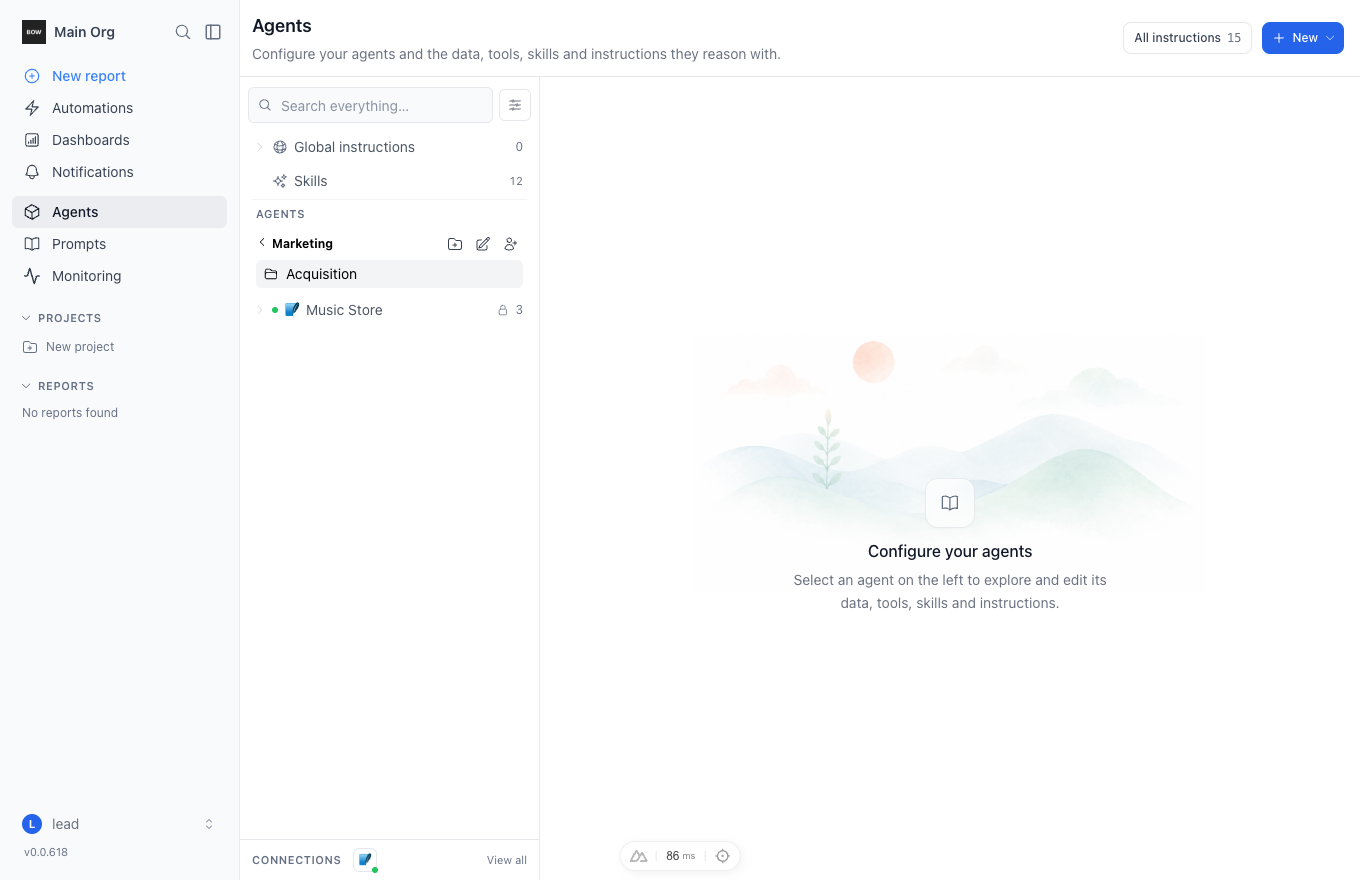 BOW
Main Org
New report
Automations
Dashboards
Notifications
Agents
Prompts
Monitoring
PROJECTS
New project
REPORTS
No reports found
L
lead
v0.0.618
Agents
Configure your agents and the data, tools, skills and instructions they reason with.
All instructions 15
New
Search everything...
Global instructions 0
Skills 12
AGENTS
Marketing
Acquisition
Music Store 3
CONNECTIONS
View all
Configure your agents
Select an agent on the left to explore and edit its
data, tools, skills and instructions.
86 ms